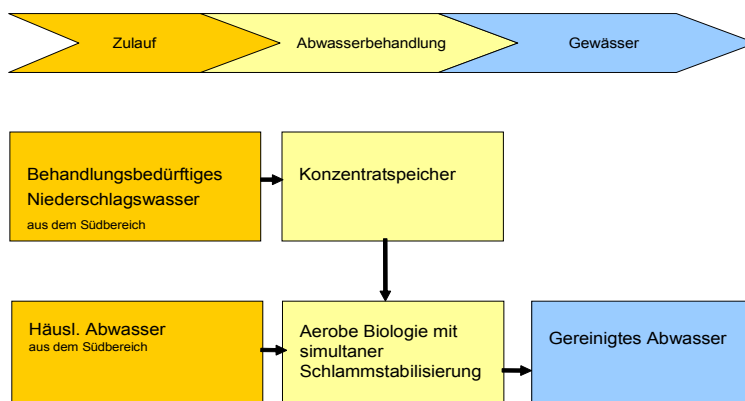 Zulauf
Abwasserbehandlung
Gewässer
Behandlungsbedürftiges
Niederschlagswasser
aus dem Südbereich
Konzentratspeicher
Häusl. Abwasser
aus dem Südbereich
Aerobe Biologie mit
simultaner
Schlammstabilisierung
Gereinigtes Abwasser